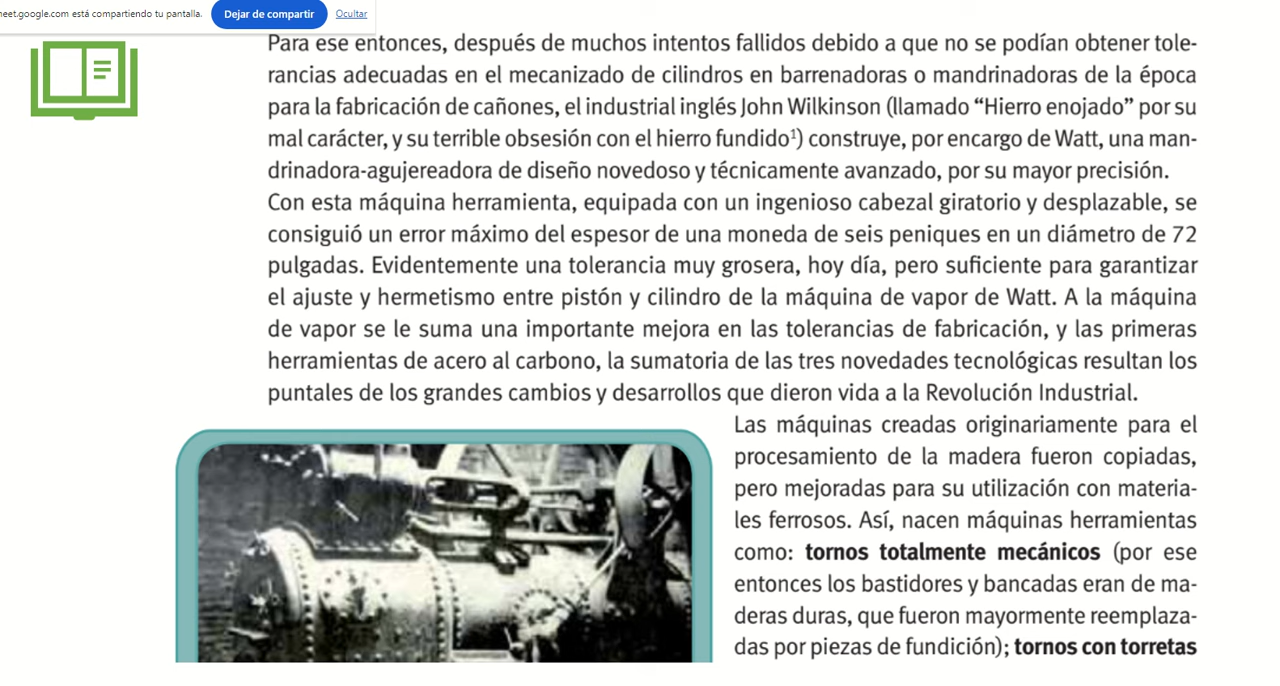 meet.google.com está compartiendo tu pantalla. Dejar de compartir Ocultar
Para ese entonces, después de muchos intentos fallidos debido a que no se podían obtener tole-
rancias adecuadas en el mecanizado de cilindros en barrenadoras o mandrinadoras de la época
para la fabricación de cañones, el industrial inglés John Wilkinson (llamado “Hierro enojado” por su
mal carácter, y su terrible obsesión con el hierro fundido¹) construye, por encargo de Watt, una man-
drinadora-agujereadora de diseño novedoso y técnicamente avanzado, por su mayor precisión.
Con esta máquina herramienta, equipada con un ingenioso cabezal giratorio y desplazable, se
consiguió un error máximo del espesor de una moneda de seis peniques en un diámetro de 72
pulgadas. Evidentemente una tolerancia muy grosera, hoy día, pero suficiente para garantizar
el ajuste y hermetismo entre pistón y cilindro de la máquina de vapor de Watt. A la máquina
de vapor se le suma una importante mejora en las tolerancias de fabricación, y las primeras
herramientas de acero al carbono, la sumatoria de las tres novedades tecnológicas resultan los
puntales de los grandes cambios y desarrollos que dieron vida a la Revolución Industrial.
Las máquinas creadas originariamente para el
procesamiento de la madera fueron copiadas,
pero mejoradas para su utilización con materia-
les ferrosos. Así, nacen máquinas herramientas
como: tornos totalmente mecánicos (por ese
entonces los bastidores y bancadas eran de ma-
deras duras, que fueron mayormente reemplaza-
das por piezas de fundición); tornos con torretas